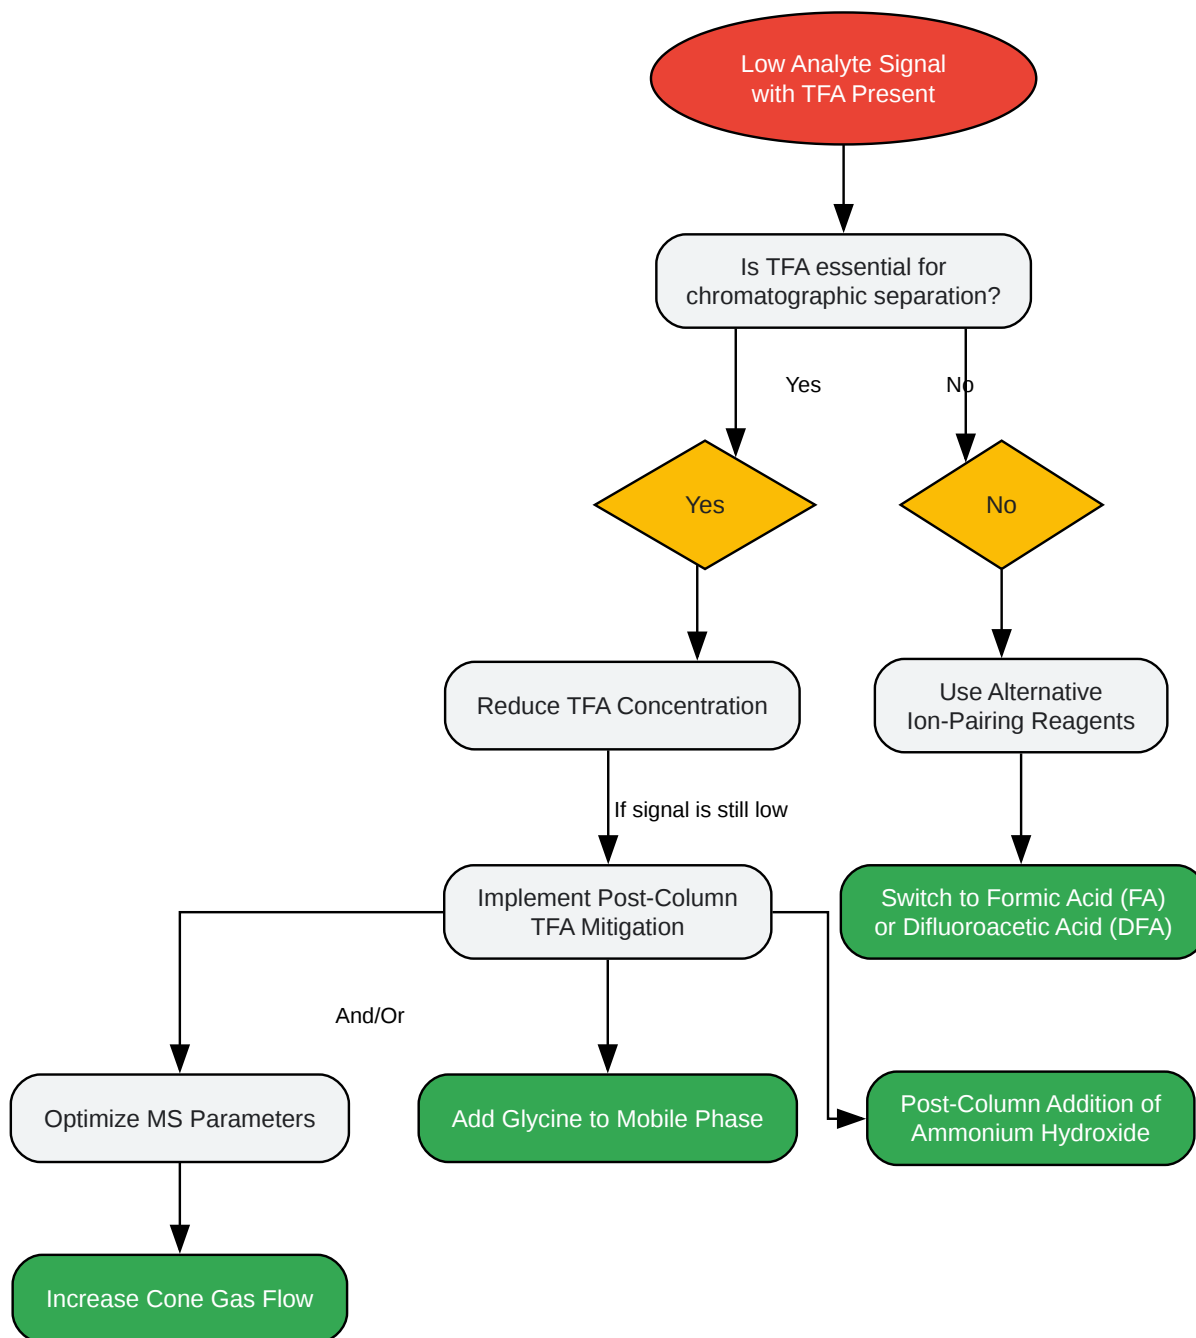 Low Analyte Signal
with TFA Present
Is TFA essential for
chromatographic separation?
Yes
No
Yes
No
Reduce TFA Concentration
Use Alternative
Ion-Pairing Reagents
If signal is still low
Implement Post-Column
TFA Mitigation
Switch to Formic Acid (FA)
or Difluoroacetic Acid (DFA)
And/Or
Optimize MS Parameters
Add Glycine to Mobile Phase
Post-Column Addition of
Ammonium Hydroxide
Increase Cone Gas Flow